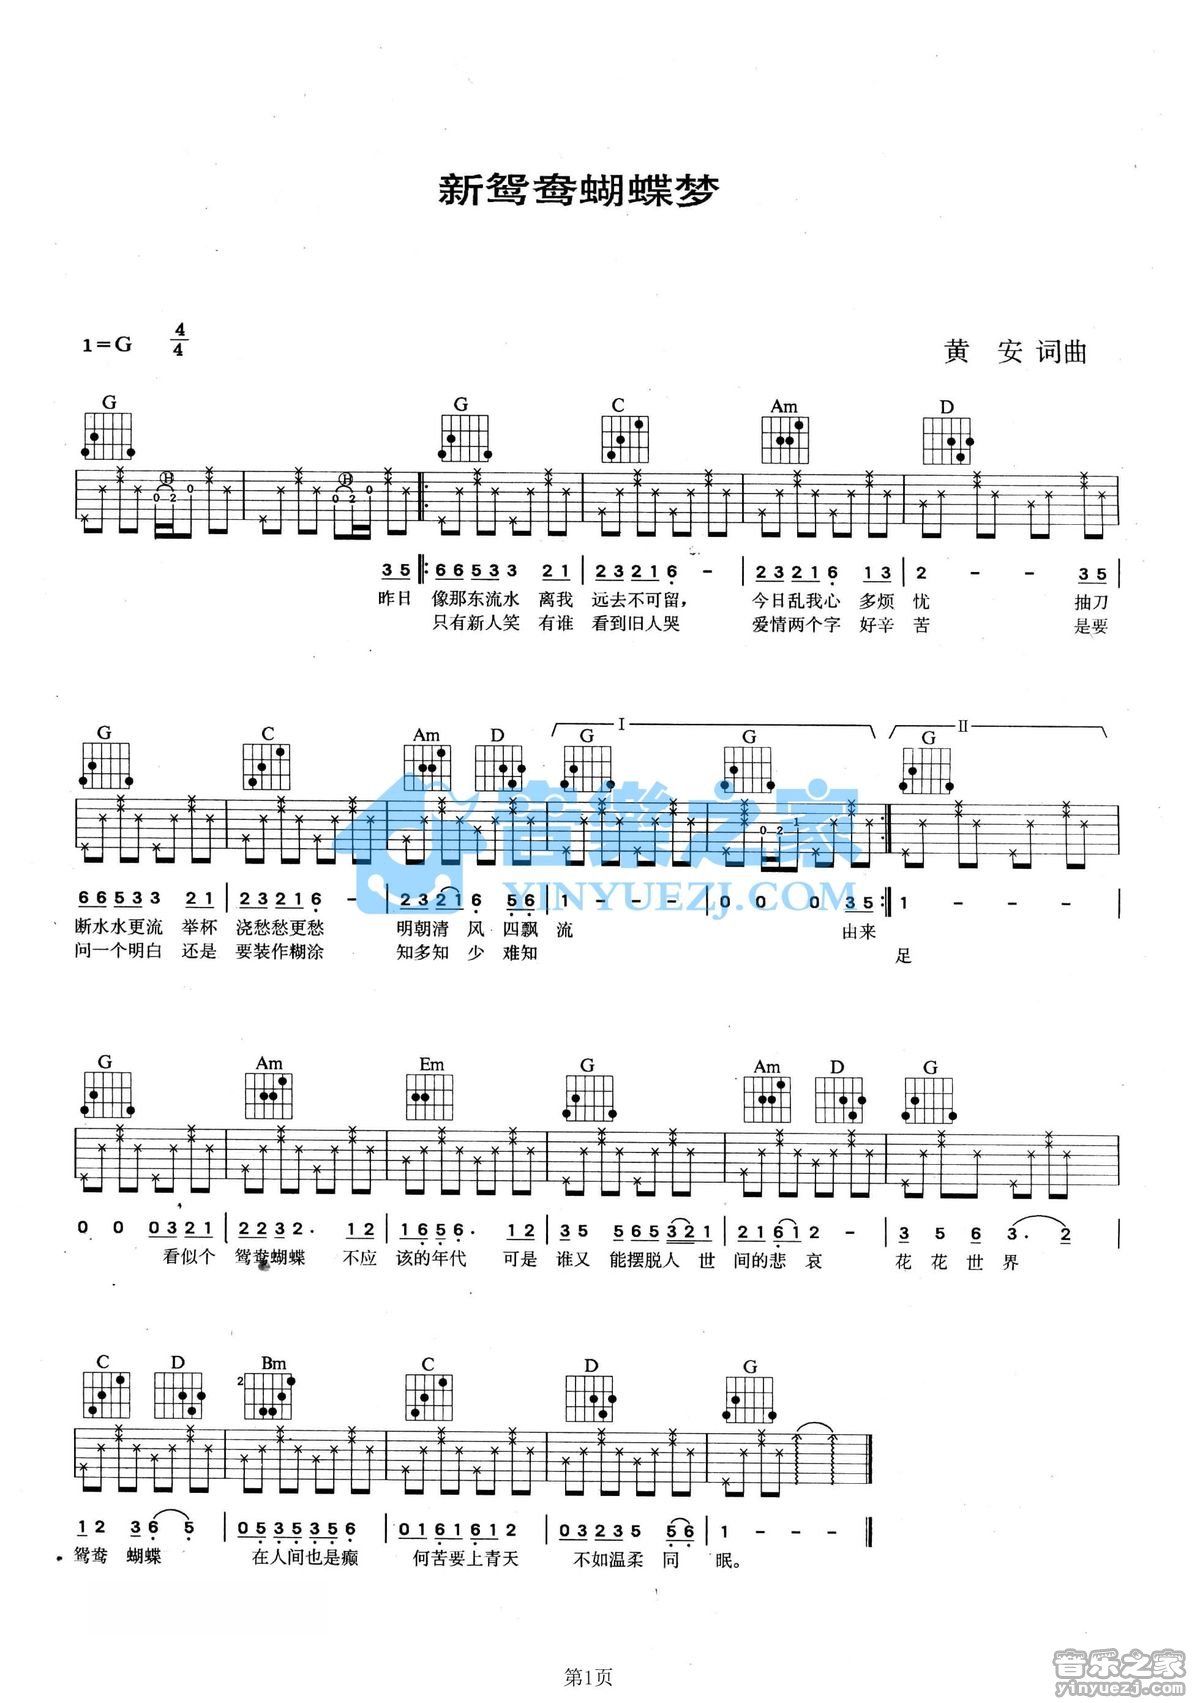 新鸳鸯蝴蝶梦
1=G 4/4
黄 安 词曲
G G C Am D
H H
0 2 0 0 2 0
3 5 6 6 5 3 3 2 1 | 2 3 2 1 6 - | 2 3 2 1 6 1 3 | 2 - - 3 5 |
昨日 像那东流水 离我 远去不可留， 今日乱我心 多烦 忧 抽刀
只有新人笑 有谁 看到旧人哭 爱情两个字 好辛 苦 是要
I II
G C Am D G G G
0 2 1
6 6 5 3 3 2 1 | 2 3 2 1 6 - | 2 3 2 1 6 5 6 | 1 - - - | 0 0 0 3 5 :| 1 - - - |
断水水更流 举杯 浇愁愁更愁 明朝清 风 四飘 流 由来
问一个明白 还是 要装作糊涂 知多知 少 难知 足
音樂之家
YINYUEZJ.COM
G Am Em G Am D G
0 0 0 3 2 1 | 2 2 3 2. 1 2 | 1 6 5 6. 1 2 | 3 5 5 6 5 3 2 1 | 2 1 6 1 2 - | 3 5 6 3. 2 |
看似个 鸳鸯蝴蝶 不应 该的年代 可是 谁又 能摆脱人 世 间的悲 哀 花 花 世 界
C D Bm C D G
2
1 2 3 6 5 | 0 5 3 5 3 5 6 | 0 1 6 1 6 1 2 | 0 3 2 3 5 5 6 | 1 - - - ‖
鸳鸯 蝴蝶 在人间也是癫 何苦要上青天 不如温柔 同 眠。
第1页
音乐之家
yinyuezj.com